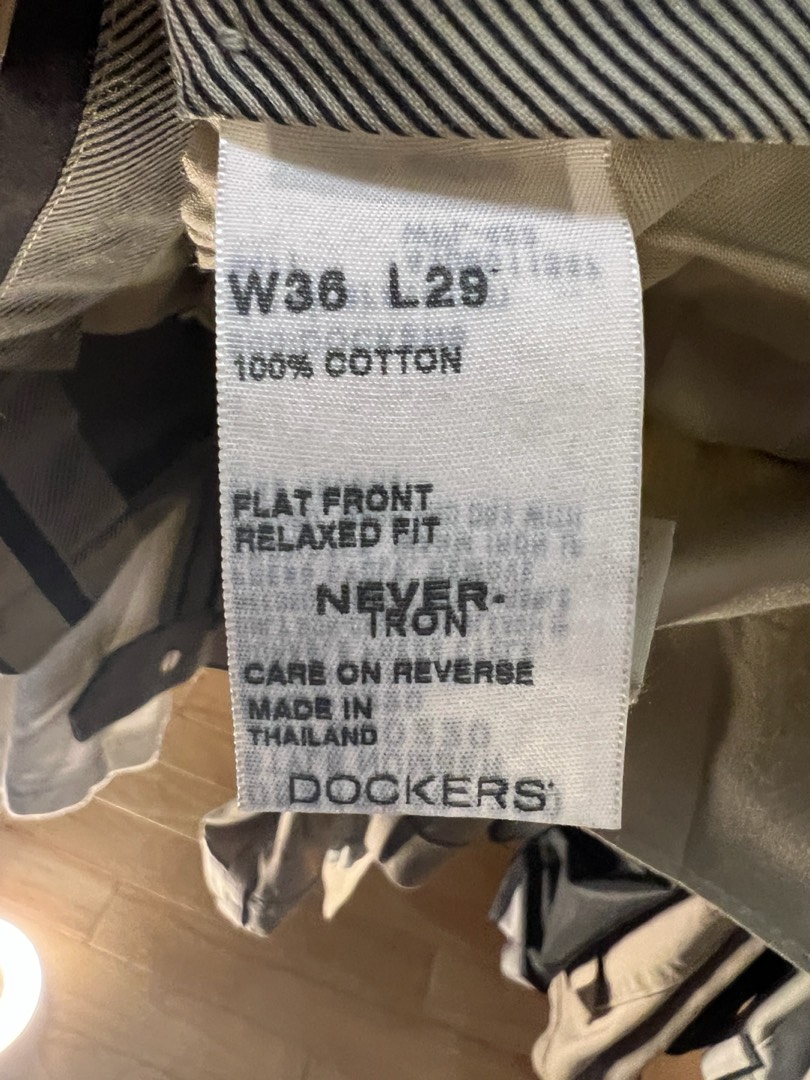 W36 L29
100% COTTON
FLAT FRONT
RELAXED FIT
NEVER-
IRON
CARE ON REVERSE
MADE IN
THAILAND
DOCKERS